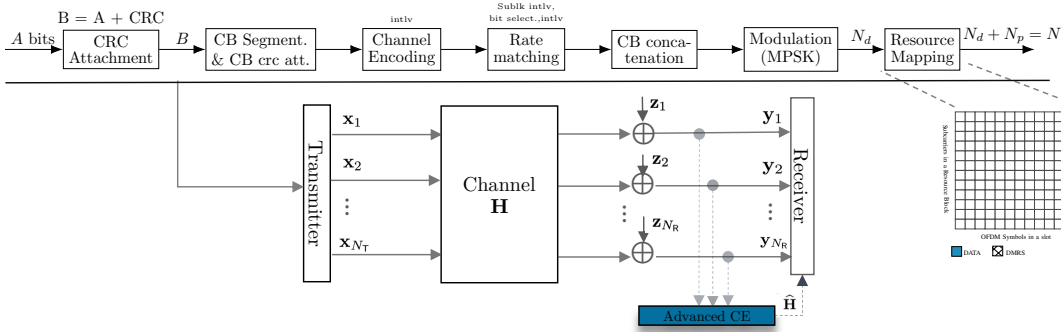 Sublk intlv,
B = A + CRC
intlv
bit select.,intlv
A bits
CRC
Attachment
B
CB Segment.
& CB crc att.
Channel
Encoding
Rate
matching
CB conca-
tenation
Modulation
(MPSK)
N_d
Resource
Mapping
N_d + N_p = N
Transmitter
x_1
x_2
⋮
x_{N_T}
Channel
H
z_1
z_2
⋮
z_{N_R}
y_1
y_2
⋮
y_{N_R}
Receiver
Advanced CE
Ĥ
Subcarriers in a Resource Block
OFDM Symbols in a slot
DATA
DMRS